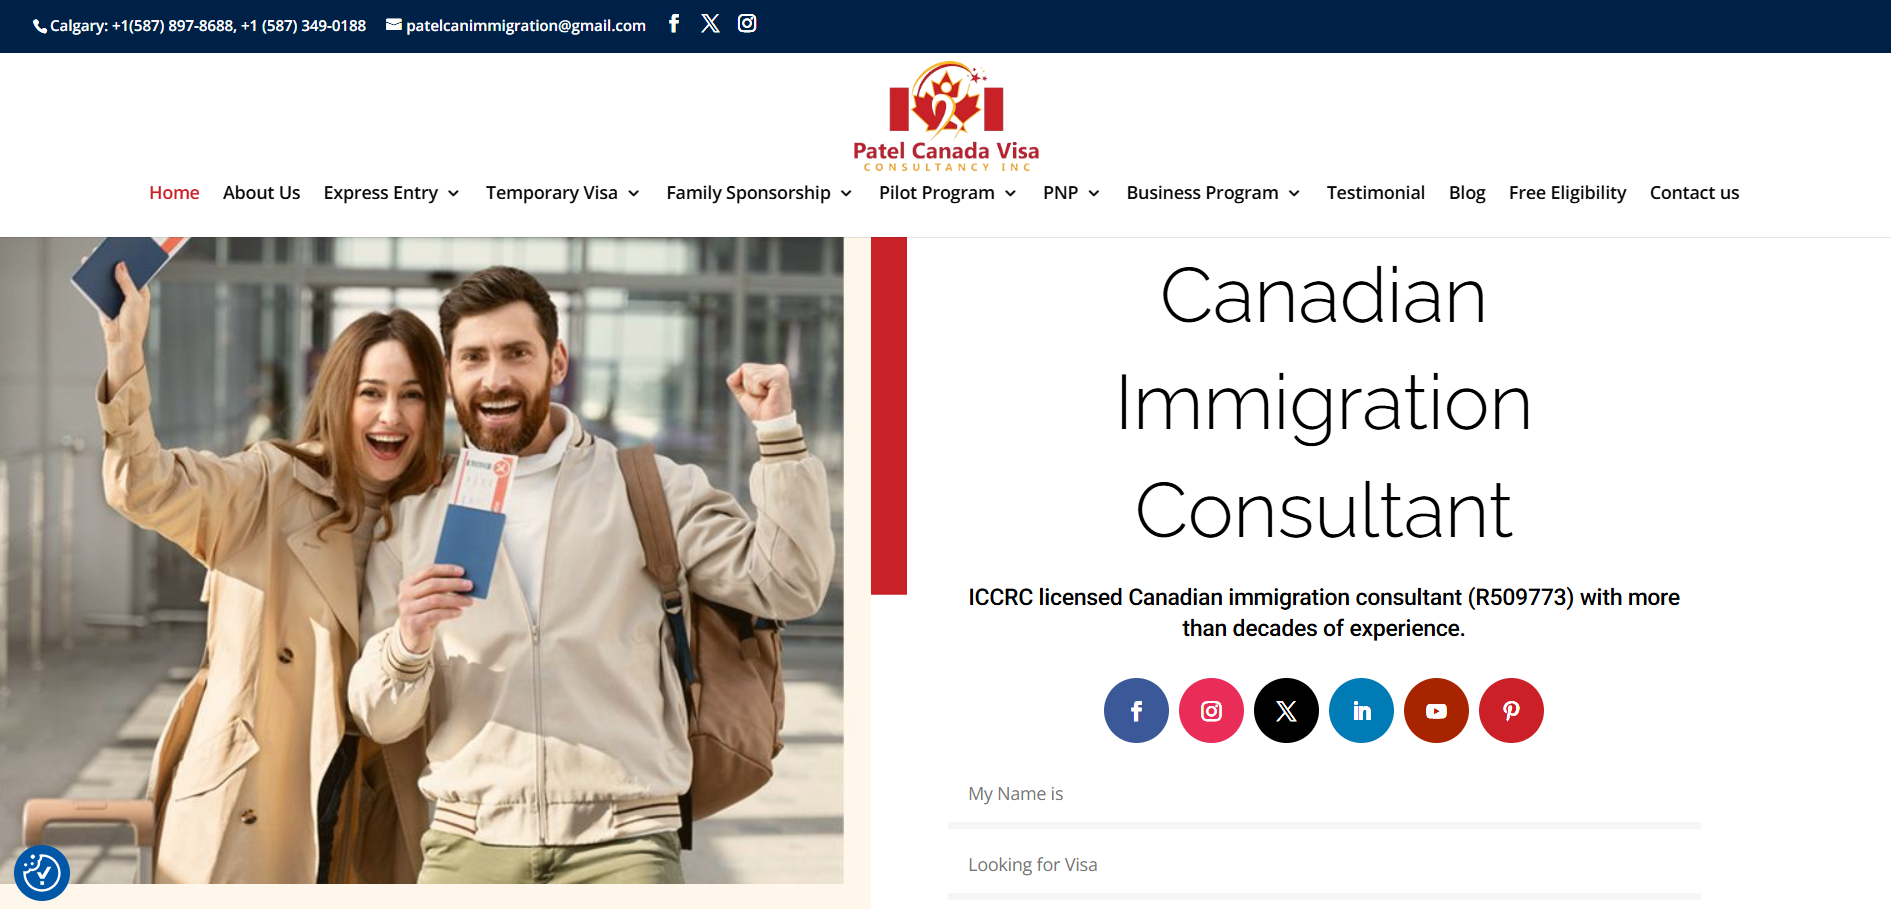 Calgary: +1(587) 897-8688, +1 (587) 349-0188 patelcanimmigration@gmail.com
Patel Canada Visa
CONSULTANCY INC
Home About Us Express Entry Temporary Visa Family Sponsorship Pilot Program PNP Business Program Testimonial Blog Free Eligibility Contact us
Canadian
Immigration
Consultant
ICCRC licensed Canadian immigration consultant (R509773) with more
than decades of experience.
My Name is
Looking for Visa